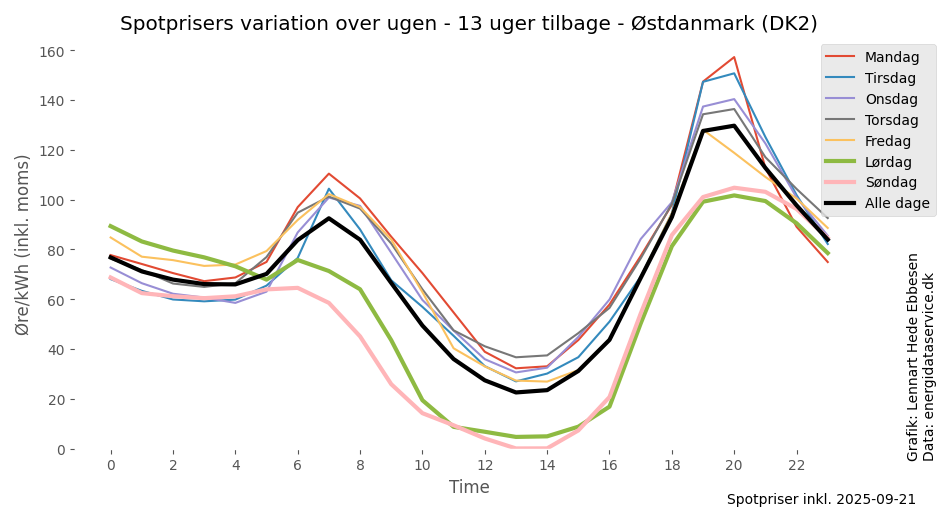 Spotprisers variation over ugen - 13 uger tilbage - Østdanmark (DK2)
Øre/kWh (inkl. moms)
160
140
120
100
80
60
40
20
0
0 2 4 6 8 10 12 14 16 18 20 22
Time
Mandag
Tirsdag
Onsdag
Torsdag
Fredag
Lørdag
Søndag
Alle dage
Grafik: Lennart Hede Ebbesen
Data: energidataservice.dk
Spotpriser inkl. 2025-09-21